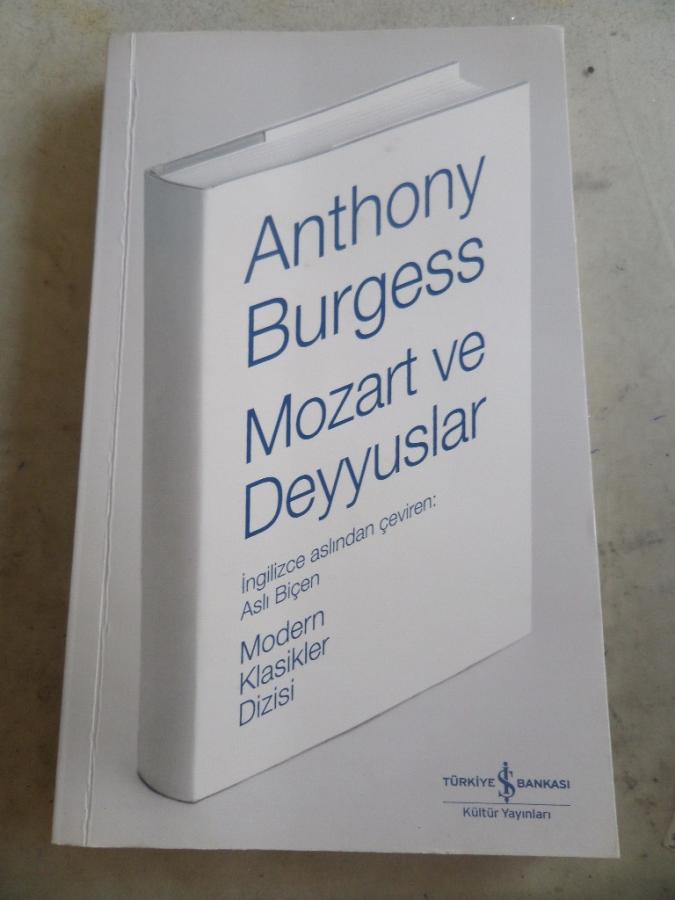 Anthony
Burgess
Mozart ve
Deyyuslar
İngilizce aslından çeviren:
Aslı Biçen
Modern
Klasikler
Dizisi
TÜRKİYE İŞ BANKASI
Kültür Yayınları